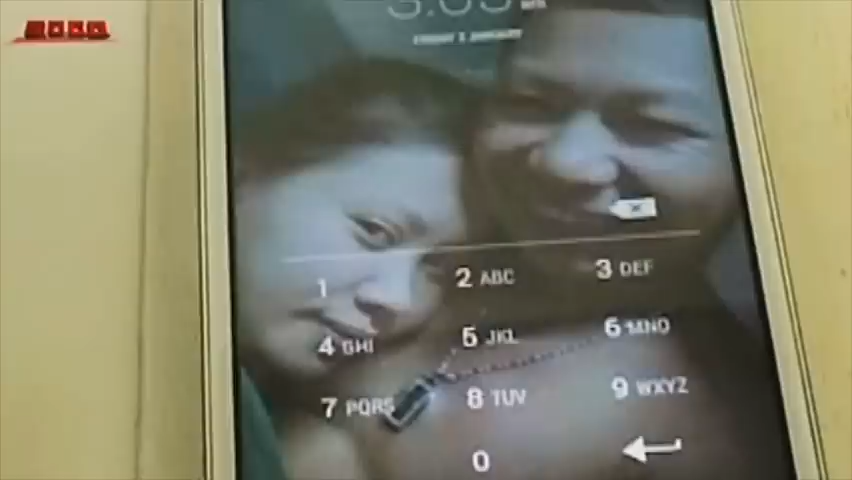 1
2 ABC
3 DEF
4 GHI
5 JKL
6 MNO
7 PQRS
8 TUV
9 WXYZ
0